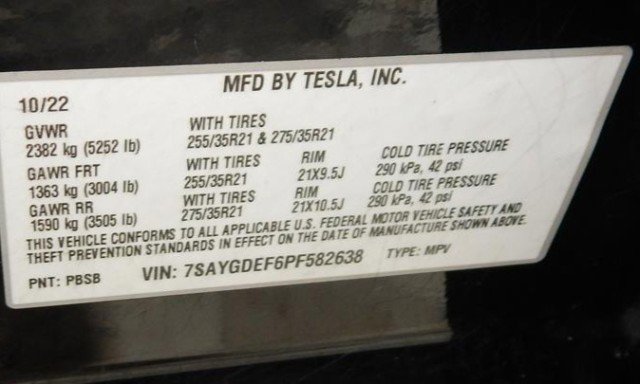 MFD BY TESLA, INC.
10/22
GVWR WITH TIRES
2382 kg (5252 lb) 255/35R21 & 275/35R21
GAWR FRT WITH TIRES RIM COLD TIRE PRESSURE
1363 kg (3004 lb) 255/35R21 21X9.5J 290 kPa, 42 psi
GAWR RR WITH TIRES RIM COLD TIRE PRESSURE
1590 kg (3505 lb) 275/35R21 21X10.5J 290 kPa, 42 psi
THIS VEHICLE CONFORMS TO ALL APPLICABLE U.S. FEDERAL MOTOR VEHICLE SAFETY AND
THEFT PREVENTION STANDARDS IN EFFECT ON THE DATE OF MANUFACTURE SHOWN ABOVE.
PNT: PBSB VIN: 7SAYGDEF6PF582638 TYPE: MPV